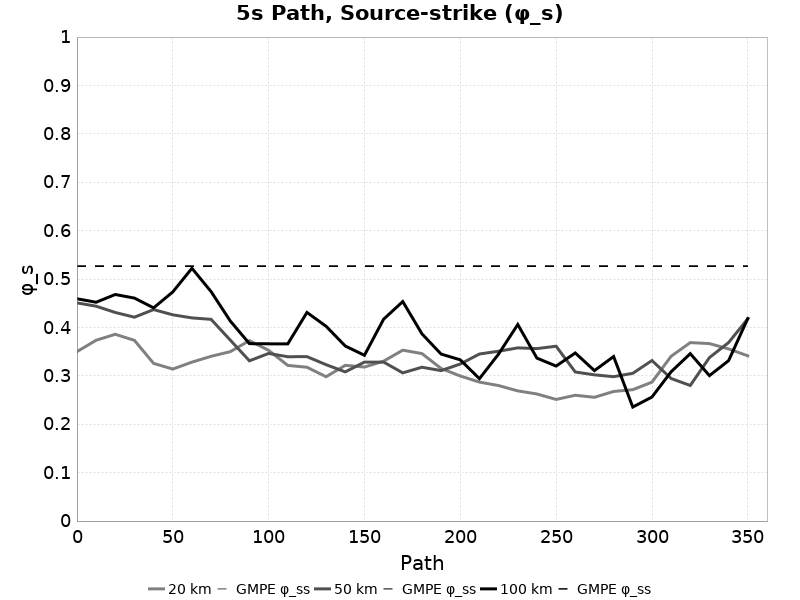 5s Path, Source-strike (φ_s)
1
0.9
0.8
0.7
0.6
0.5
0.4
0.3
0.2
0.1
0
φ_s
0 50 100 150 200 250 300 350
Path
20 km GMPE φ_ss 50 km GMPE φ_ss 100 km GMPE φ_ss